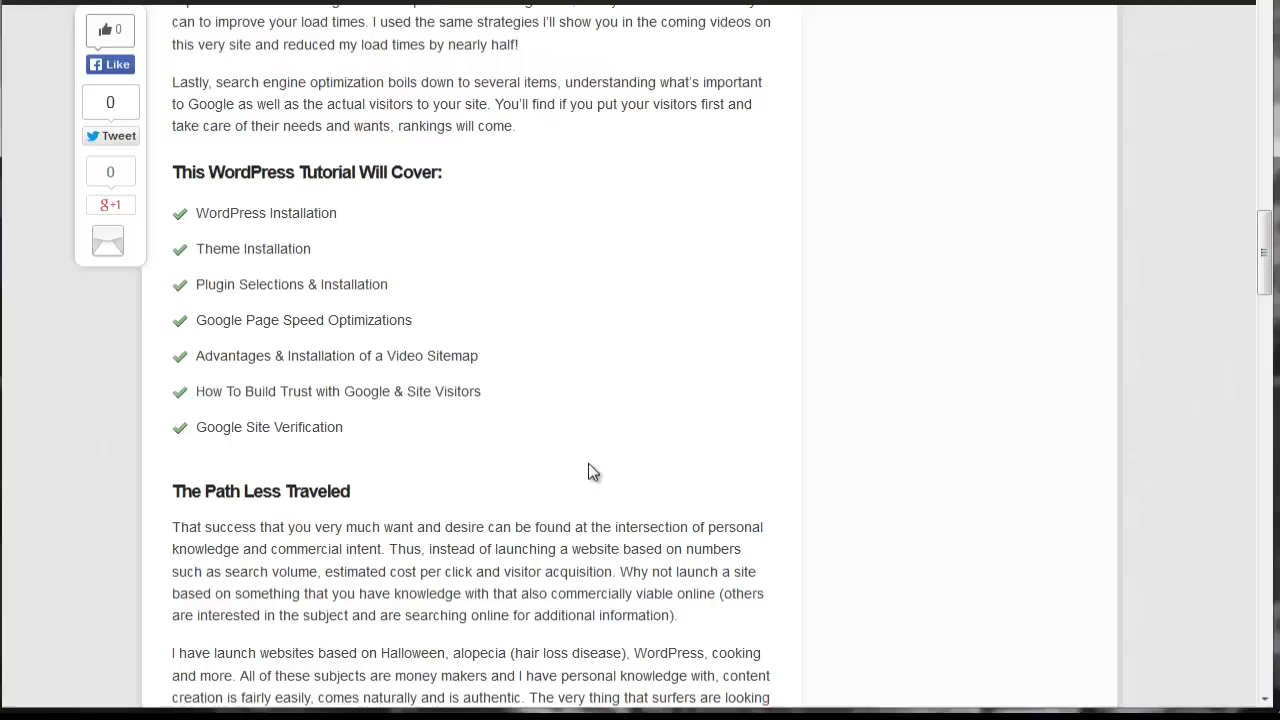 0
Like
0
Tweet
0
g+1
can to improve your load times. I used the same strategies I'll show you in the coming videos on
this very site and reduced my load times by nearly half!
Lastly, search engine optimization boils down to several items, understanding what's important
to Google as well as the actual visitors to your site. You'll find if you put your visitors first and
take care of their needs and wants, rankings will come.
This WordPress Tutorial Will Cover:
WordPress Installation
Theme Installation
Plugin Selections & Installation
Google Page Speed Optimizations
Advantages & Installation of a Video Sitemap
How To Build Trust with Google & Site Visitors
Google Site Verification
The Path Less Traveled
That success that you very much want and desire can be found at the intersection of personal
knowledge and commercial intent. Thus, instead of launching a website based on numbers
such as search volume, estimated cost per click and visitor acquisition. Why not launch a site
based on something that you have knowledge with that also commercially viable online (others
are interested in the subject and are searching online for additional information).
I have launch websites based on Halloween, alopecia (hair loss disease), WordPress, cooking
and more. All of these subjects are money makers and I have personal knowledge with, content
creation is fairly easily, comes naturally and is authentic. The very thing that surfers are looking